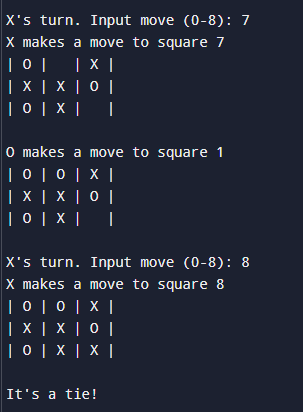 X's turn. Input move (0-8): 7
X makes a move to square 7
| O |   | X |
| X | X | O |
| O | X |   |
O makes a move to square 1
| O | O | X |
| X | X | O |
| O | X |   |
X's turn. Input move (0-8): 8
X makes a move to square 8
| O | O | X |
| X | X | O |
| O | X | X |
It's a tie!